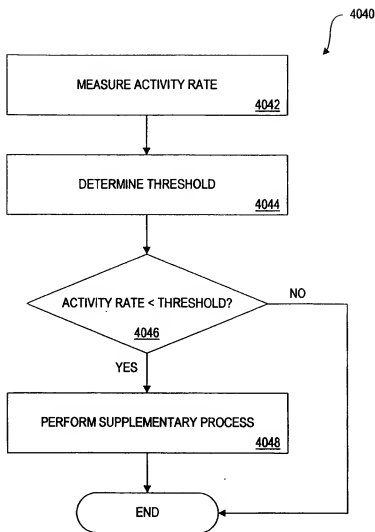 4040
MEASURE ACTIVITY RATE
4042
DETERMINE THRESHOLD
4044
ACTIVITY RATE < THRESHOLD?
4046
NO
YES
PERFORM SUPPLEMENTARY PROCESS
4048
END